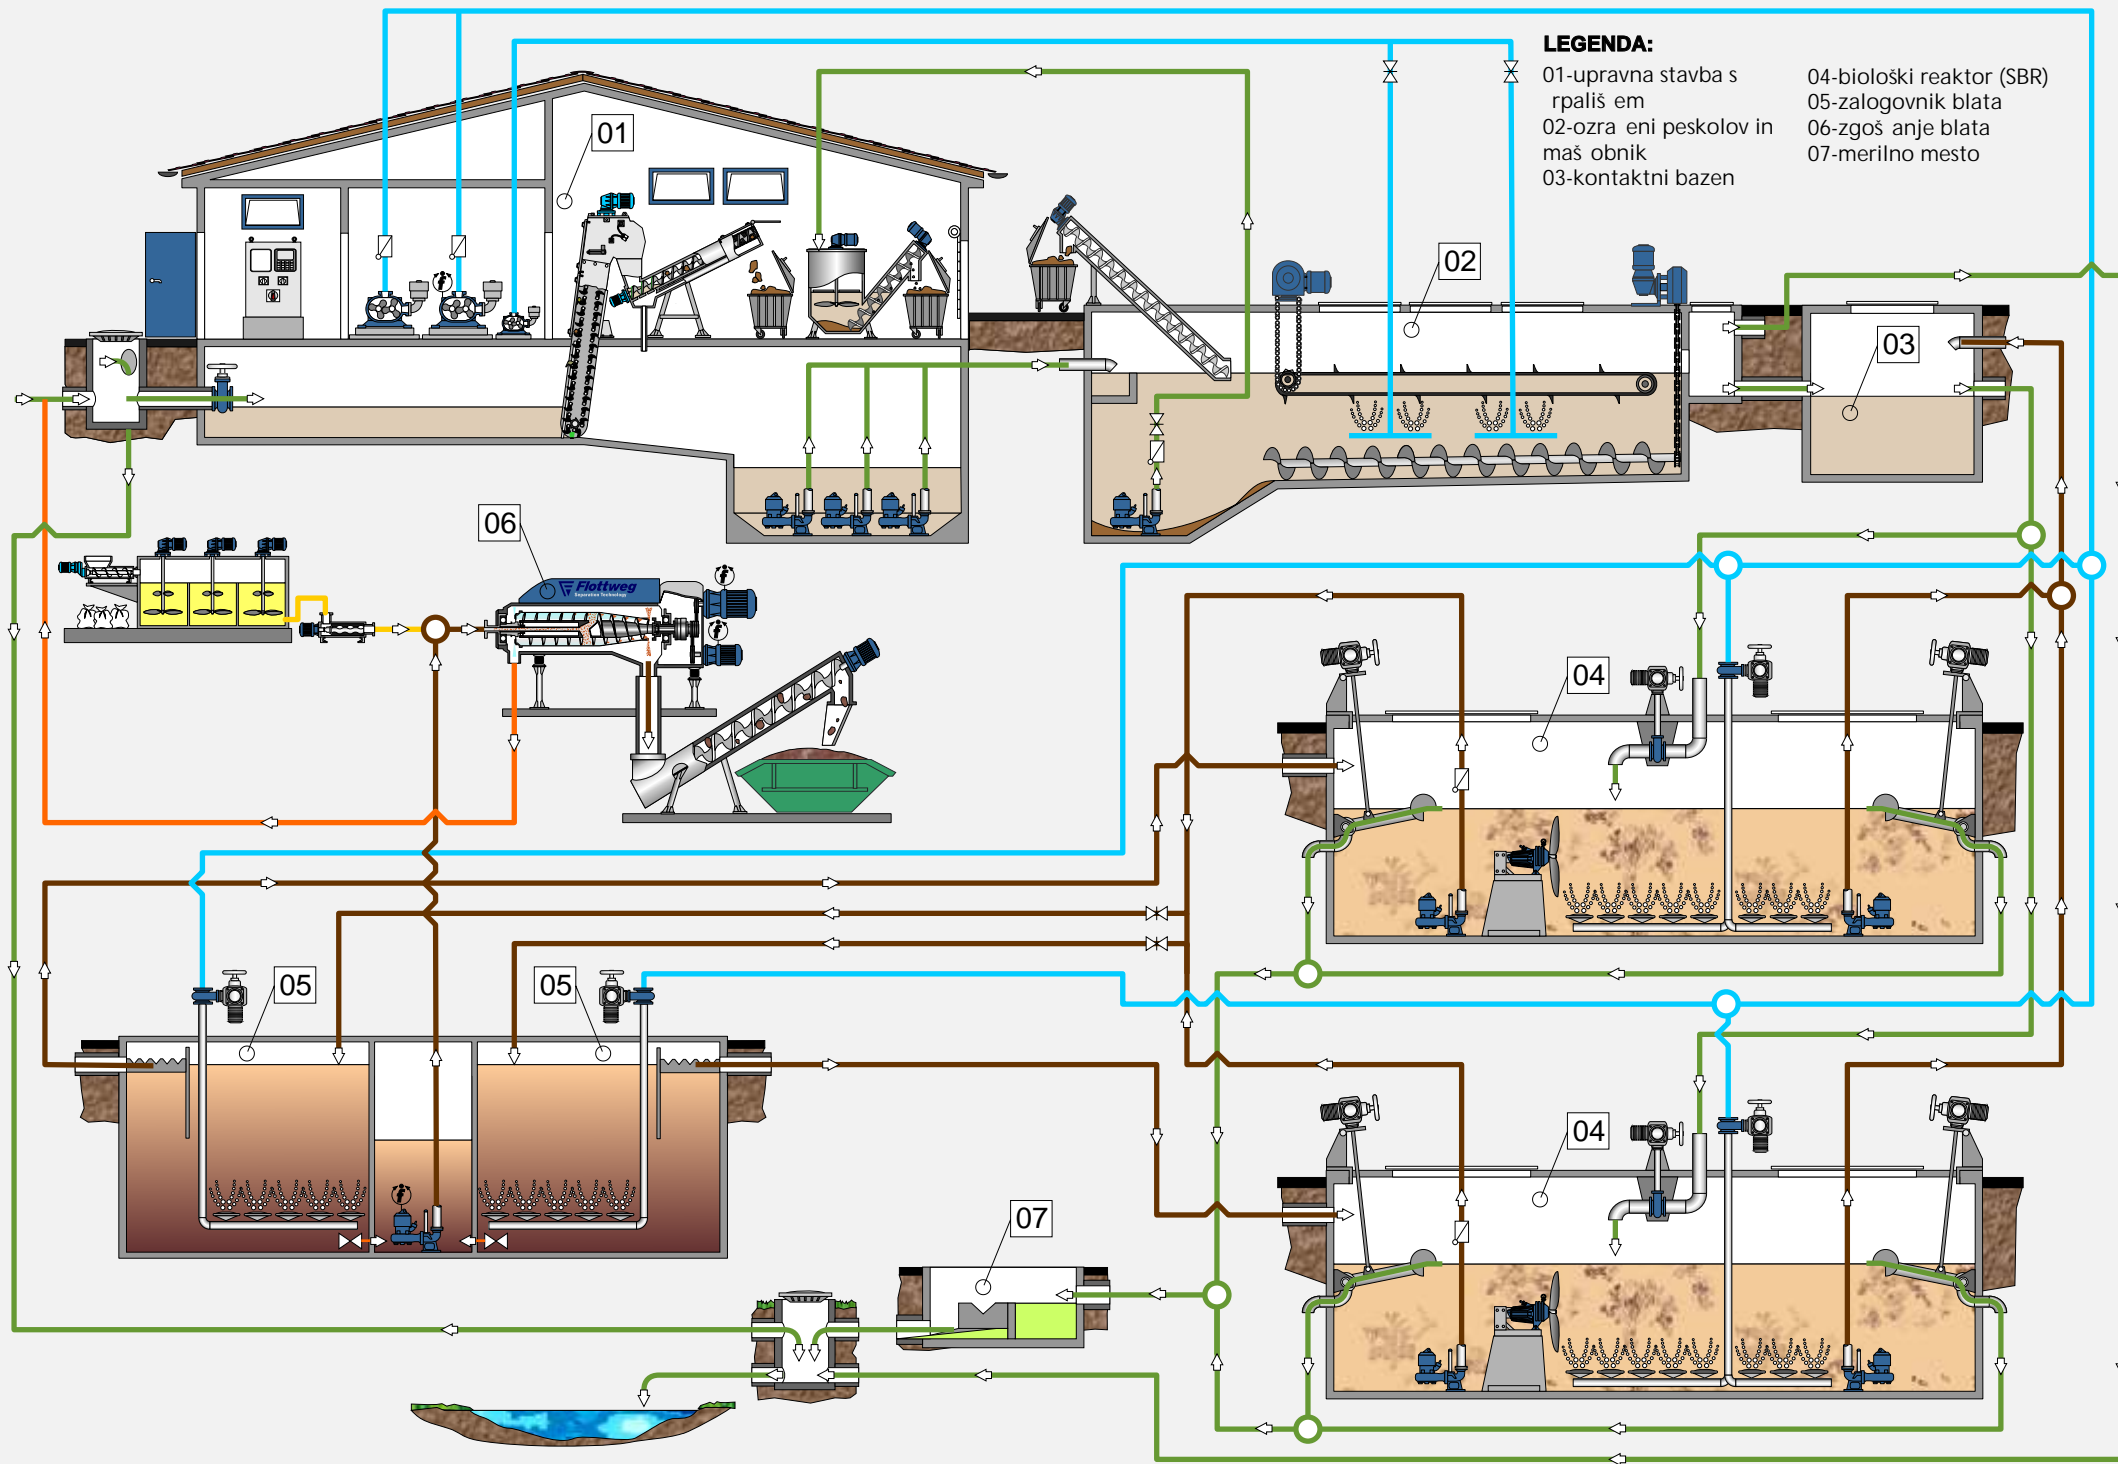 LEGENDA:
01-upravna stavba s
rpališ em
02-ozra eni peskolov in
maš obnik
03-kontaktni bazen
04-biološki reaktor (SBR)
05-zalogovnik blata
06-zgoš anje blata
07-merilno mesto
01
02
03
06
Flottweg
Separation Technology
04
05
05
04
07